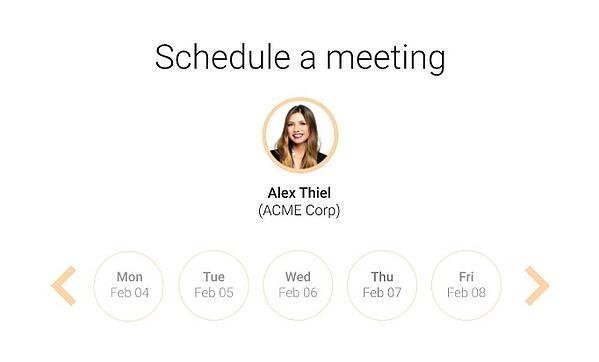 Schedule a meeting
Alex Thiel
(ACME Corp)
Mon Tue Wed Thu Fri
Feb 04 Feb 05 Feb 06 Feb 07 Feb 08